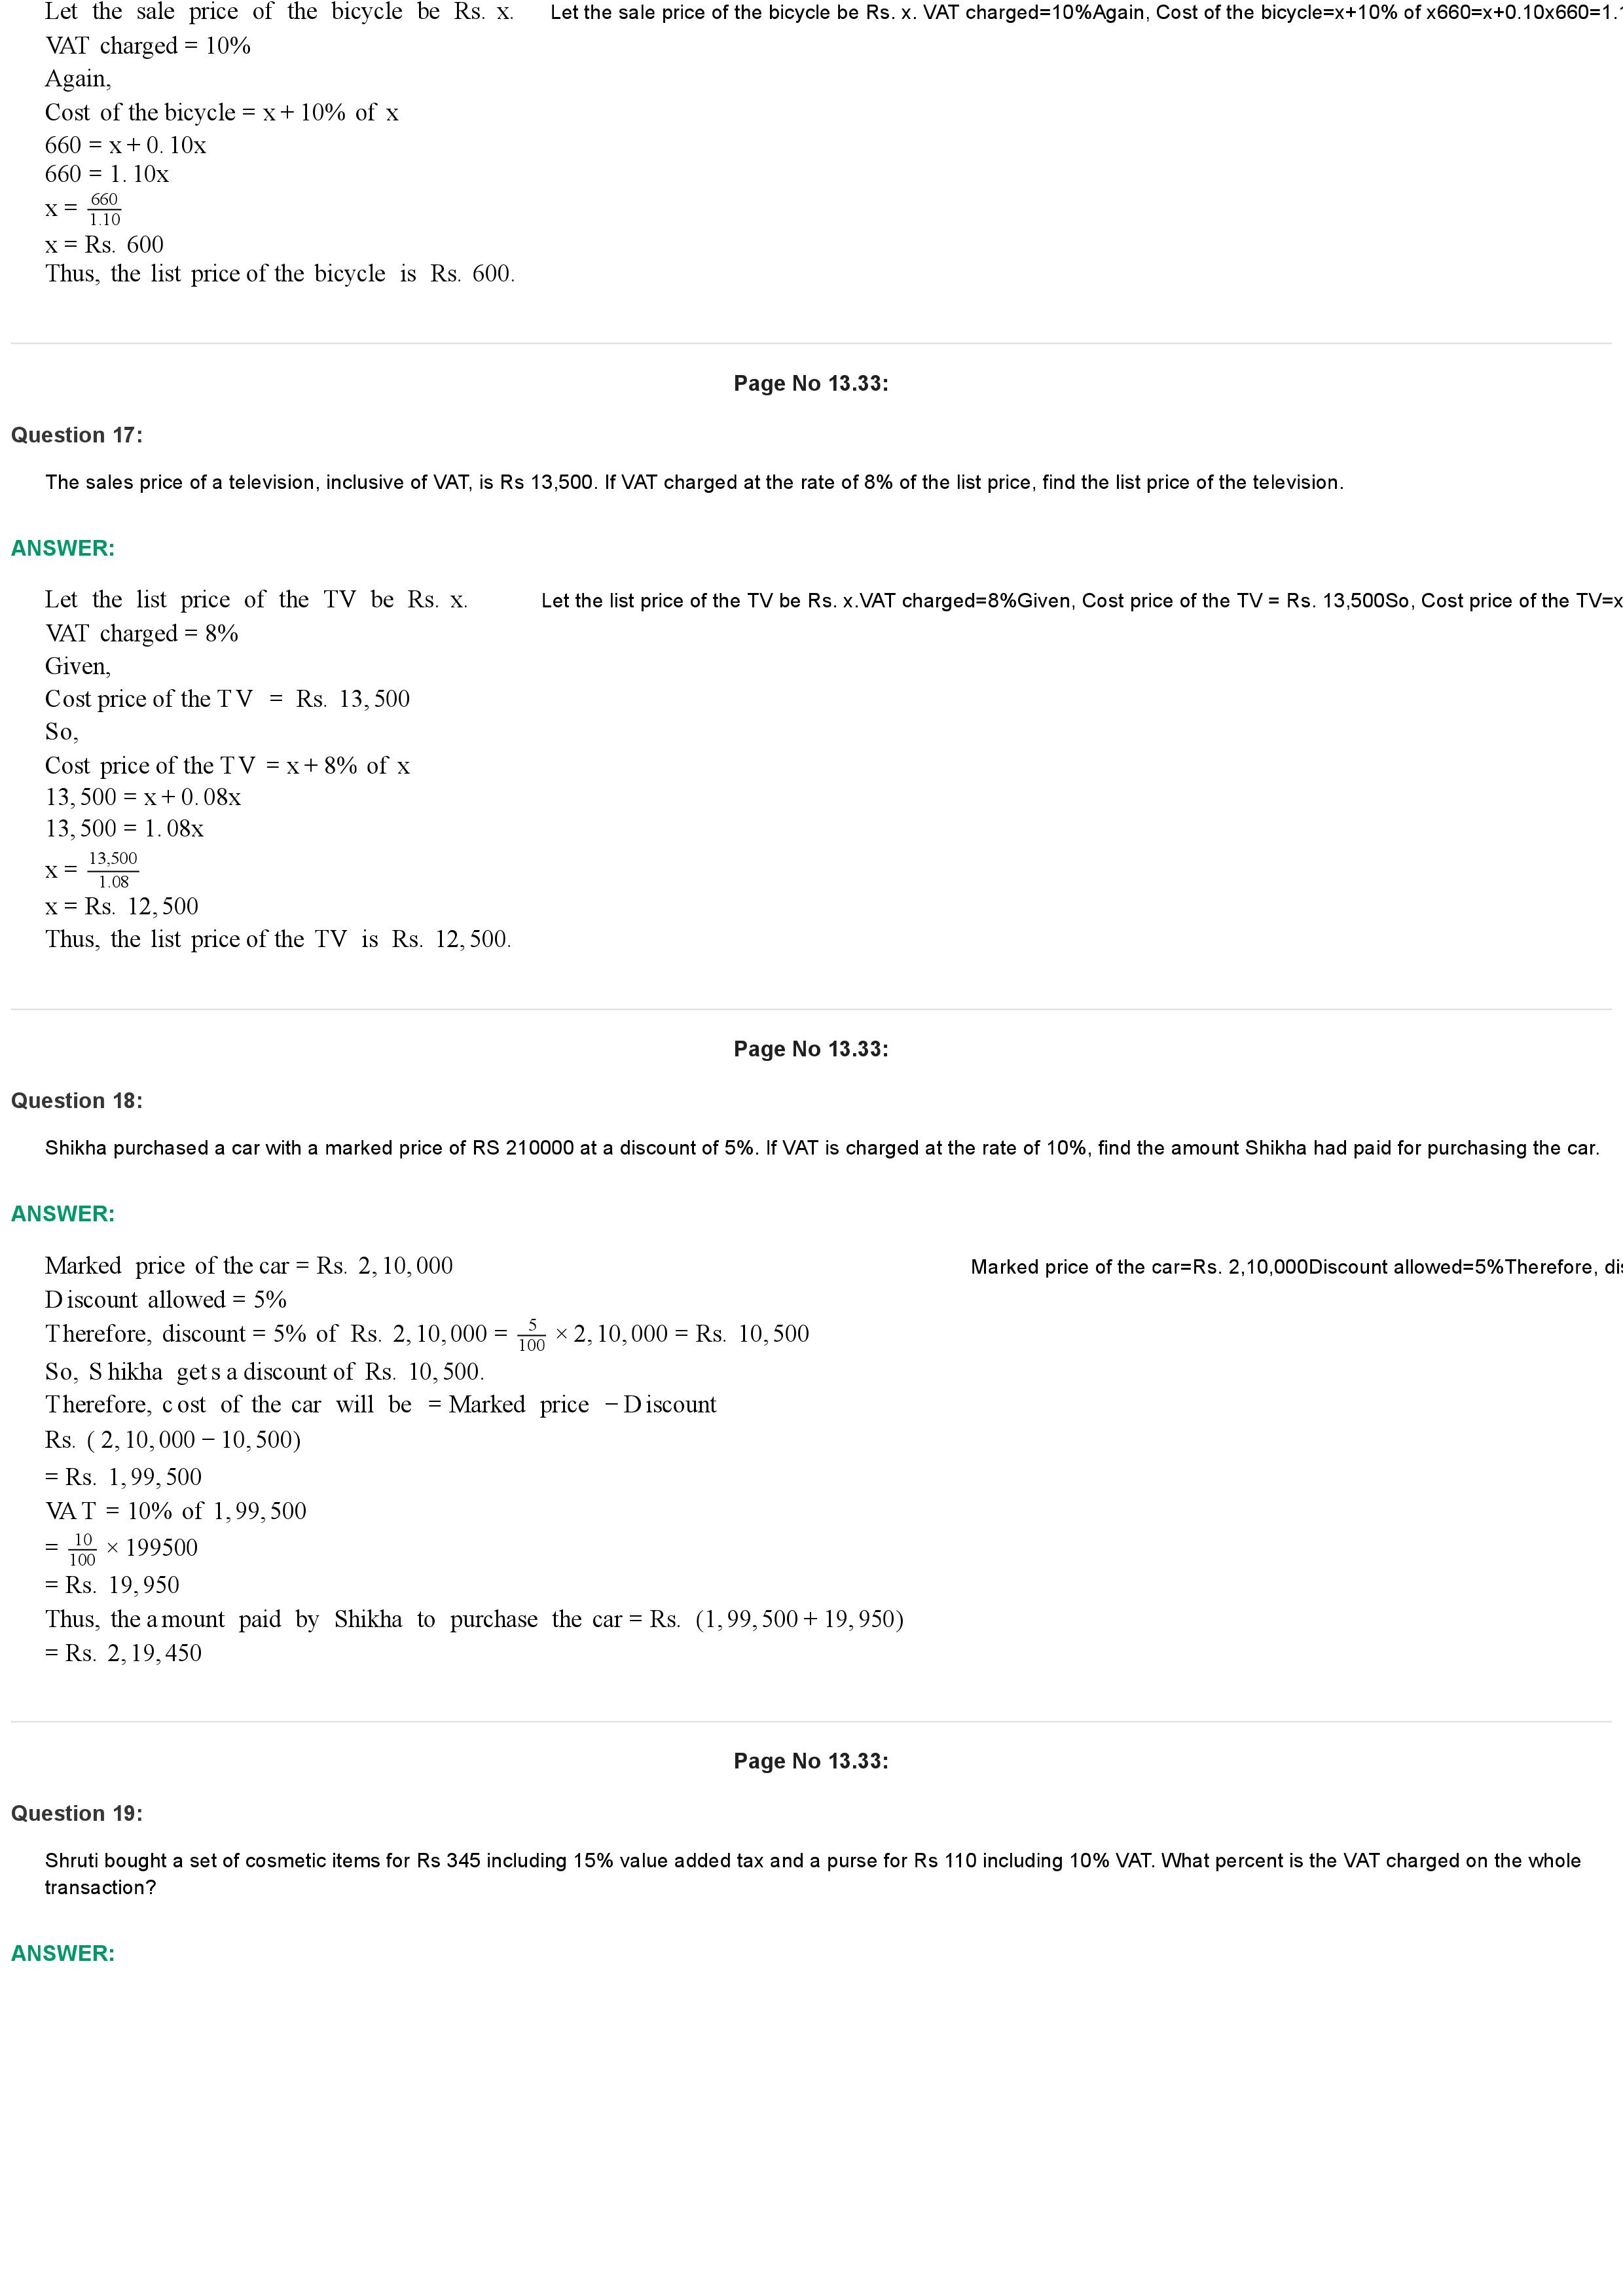 Let the sale price of the bicycle be Rs. x. Let the sale price of the bicycle be Rs. x. VAT charged=10%Again, Cost of the bicycle=x+10% of x660=x+0.10x660=1.
VAT charged = 10%
Again,
Cost of the bicycle = x + 10% of x
660 = x + 0. 10x
660 = 1. 10x
x = 660/1.10
x = Rs. 600
Thus, the list price of the bicycle is Rs. 600.
Page No 13.33:
Question 17:
The sales price of a television, inclusive of VAT, is Rs 13,500. If VAT charged at the rate of 8% of the list price, find the list price of the television.
ANSWER:
Let the list price of the TV be Rs. x. Let the list price of the TV be Rs. x.VAT charged=8%Given, Cost price of the TV = Rs. 13,500So, Cost price of the TV=x
VAT charged = 8%
Given,
Cost price of the TV = Rs. 13, 500
So,
Cost price of the TV = x + 8% of x
13, 500 = x + 0. 08x
13, 500 = 1. 08x
x = 13,500/1.08
x = Rs. 12, 500
Thus, the list price of the TV is Rs. 12, 500.
Page No 13.33:
Question 18:
Shikha purchased a car with a marked price of RS 210000 at a discount of 5%. If VAT is charged at the rate of 10%, find the amount Shikha had paid for purchasing the car.
ANSWER:
Marked price of the car = Rs. 2, 10, 000 Marked price of the car=Rs. 2,10,000Discount allowed=5%Therefore, dis
Discount allowed = 5%
Therefore, discount = 5% of Rs. 2, 10, 000 = 5/100 × 2, 10, 000 = Rs. 10, 500
So, Shikha gets a discount of Rs. 10, 500.
Therefore, cost of the car will be = Marked price − Discount
Rs. ( 2, 10, 000 − 10, 500)
= Rs. 1, 99, 500
VAT = 10% of 1, 99, 500
= 10/100 × 199500
= Rs. 19, 950
Thus, the amount paid by Shikha to purchase the car = Rs. (1, 99, 500 + 19, 950)
= Rs. 2, 19, 450
Page No 13.33:
Question 19:
Shruti bought a set of cosmetic items for Rs 345 including 15% value added tax and a purse for Rs 110 including 10% VAT. What percent is the VAT charged on the whole
transaction?
ANSWER: